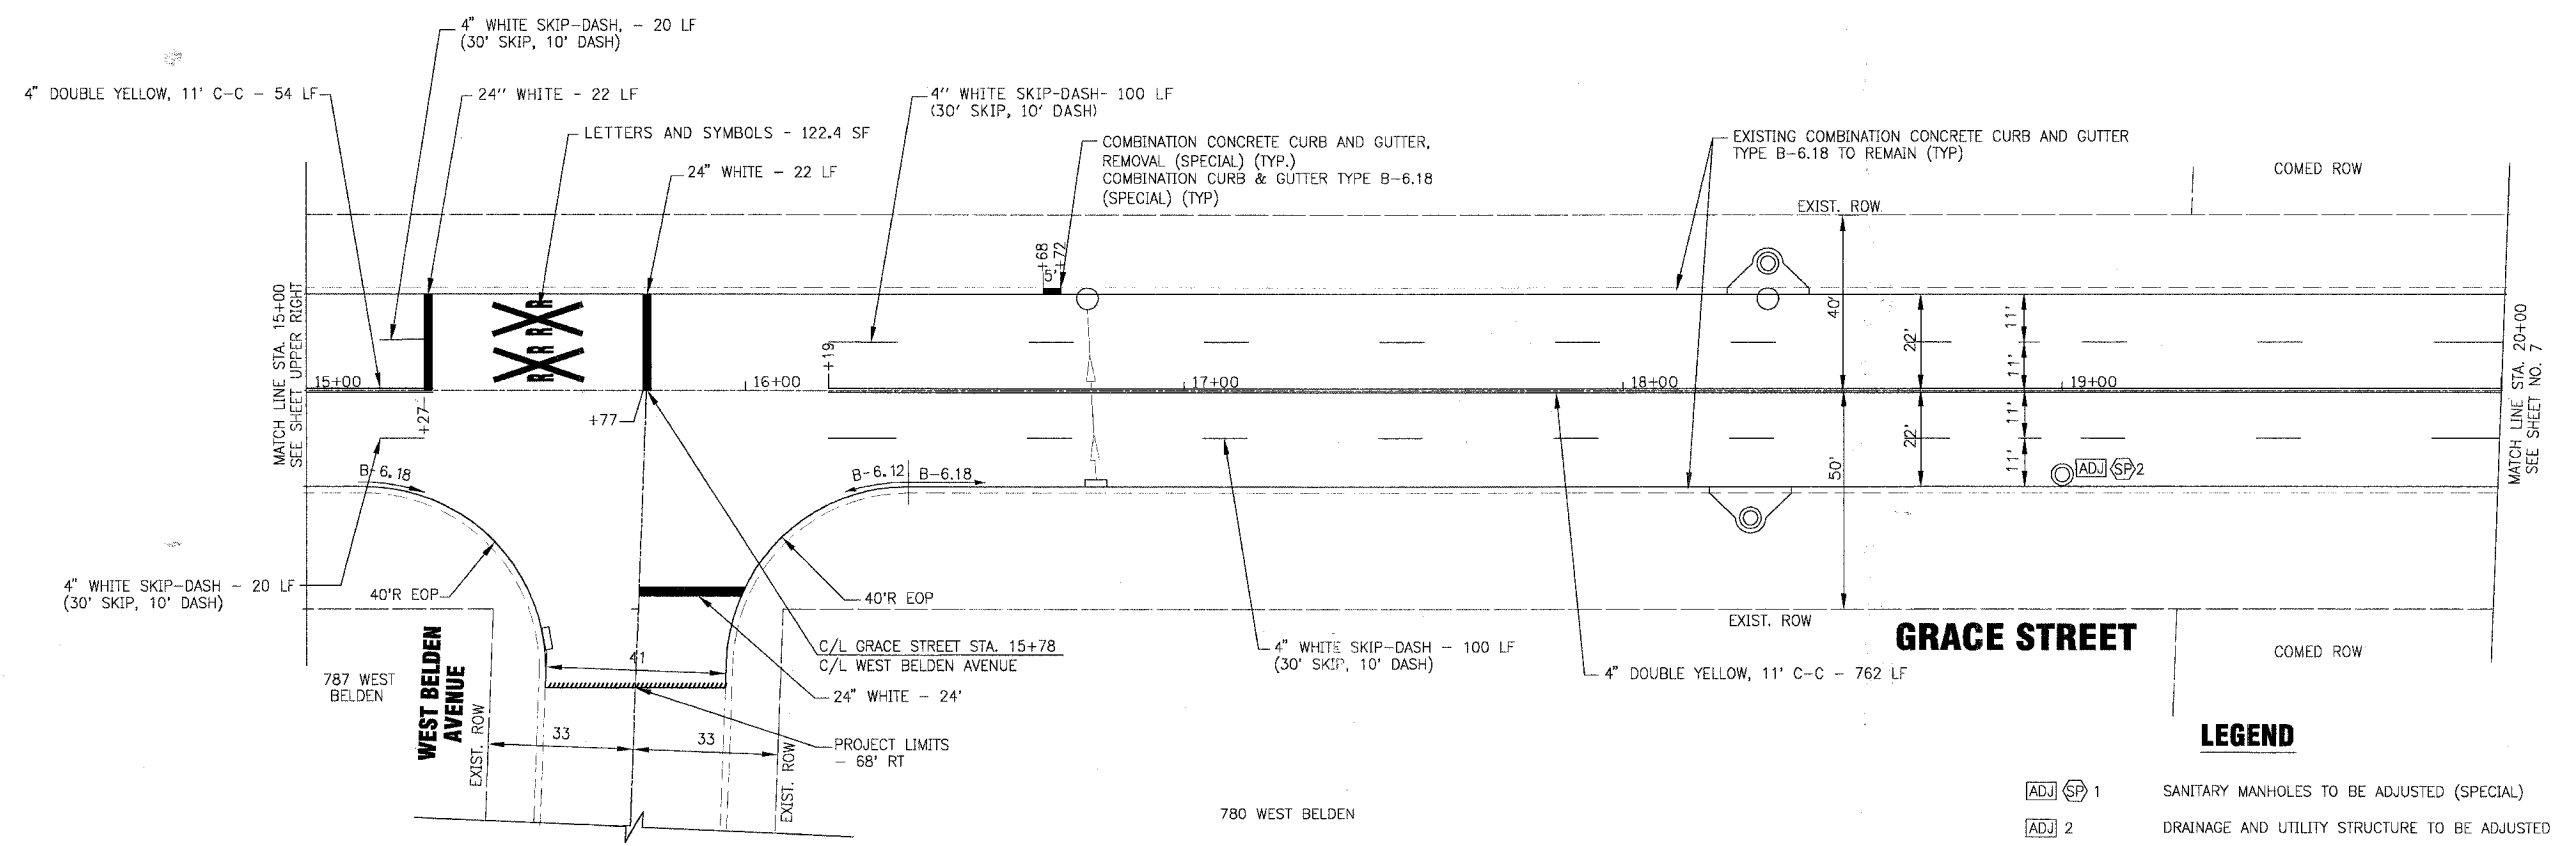 4" WHITE SKIP-DASH, - 20 LF
(30' SKIP, 10' DASH)
4" DOUBLE YELLOW, 11' C-C - 54 LF
24" WHITE - 22 LF
LETTERS AND SYMBOLS - 122.4 SF
24" WHITE - 22 LF
4" WHITE SKIP-DASH- 100 LF
(30' SKIP, 10' DASH)
COMBINATION CONCRETE CURB AND GUTTER,
REMOVAL (SPECIAL) (TYP.)
COMBINATION CURB & GUTTER TYPE B-6.18
(SPECIAL) (TYP)
EXISTING COMBINATION CONCRETE CURB AND GUTTER
TYPE B-6.18 TO REMAIN (TYP)
COMED ROW
EXIST. ROW
MATCH LINE STA. 15+00
SEE SHEET UPPER RIGHT
R R
R R
+68
5'
+72
40'
22'
11'
11'
15+00
16+00
+19
17+00
18+00
19+00
+27
+77
22'
11'
11'
50'
MATCH LINE STA. 20+00
SEE SHEET NO. 7
B-6.18
B-6.12
B-6.18
ADJ SP 2
4" WHITE SKIP-DASH - 20 LF
(30' SKIP, 10' DASH)
40'R EOP
40'R EOP
EXIST. ROW
GRACE STREET
C/L GRACE STREET STA. 15+78
C/L WEST BELDEN AVENUE
4" WHITE SKIP-DASH - 100 LF
(30' SKIP, 10' DASH)
4" DOUBLE YELLOW, 11' C-C - 762 LF
COMED ROW
41
787 WEST
BELDEN
WEST BELDEN
AVENUE
24" WHITE - 24'
EXIST. ROW
33
33
EXIST. ROW
PROJECT LIMITS
- 68' RT
780 WEST BELDEN
LEGEND
ADJ SP 1 SANITARY MANHOLES TO BE ADJUSTED (SPECIAL)
ADJ 2 DRAINAGE AND UTILITY STRUCTURE TO BE ADJUSTED